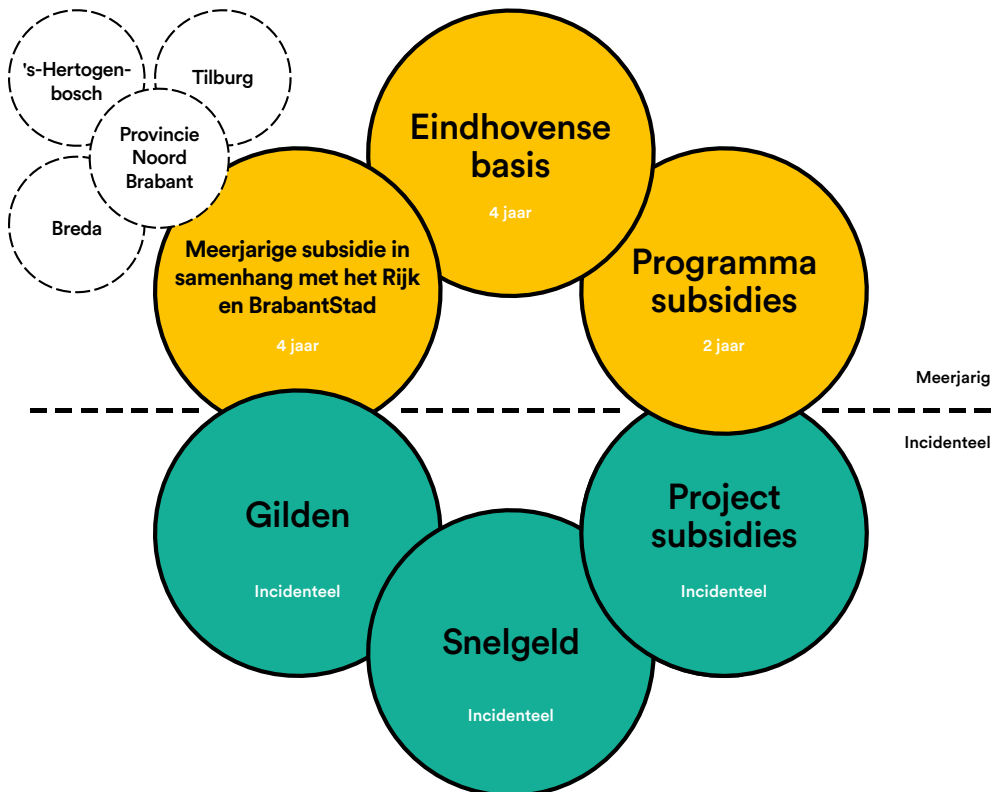 's-Hertogen-
bosch
Tilburg
Provincie
Noord
Brabant
Breda
Eindhovense
basis
4 jaar
Meerjarige subsidie in
samenhang met het Rijk
en BrabantStad
4 jaar
Programma
subsidies
2 jaar
Meerjarig
Incidenteel
Gilden
Incidenteel
Project
subsidies
Incidenteel
Snelgeld
Incidenteel